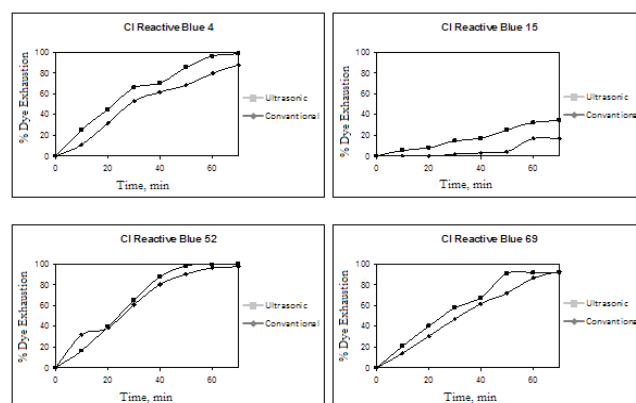 CI Reactive Blue 4
% Dye Exhaustion
100
80
60
40
20
0
0 20 40 60
Time, min
Ultrasonic
Convantional
CI Reactive Blue 15
% Dye Exhaustion
100
80
60
40
20
0
0 20 40 60
Time, min
Ultrasonic
Convantional
CI Reactive Blue 52
% Dye Exhaustion
100
80
60
40
20
0
0 20 40 60
Time, min
Ultrasonic
Convantional
CI Reactive Blue 69
% Dye Exhaustion
100
80
60
40
20
0
0 20 40 60
Time, min
Ultrasonic
Convantional